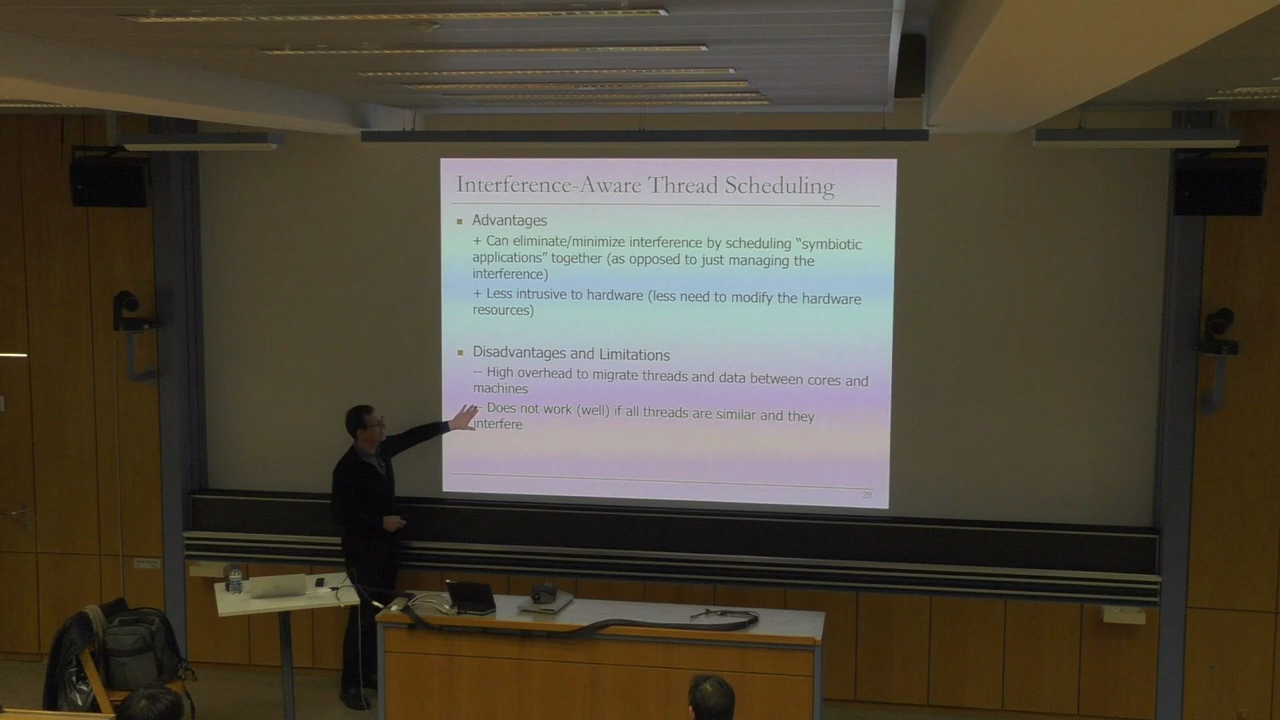 Interference-Aware Thread Scheduling
▪ Advantages
+ Can eliminate/minimize interference by scheduling “symbiotic
applications” together (as opposed to just managing the
interference)
+ Less intrusive to hardware (less need to modify the hardware
resources)
▪ Disadvantages and Limitations
-- High overhead to migrate threads and data between cores and
machines
-- Does not work (well) if all threads are similar and they
interfere
29